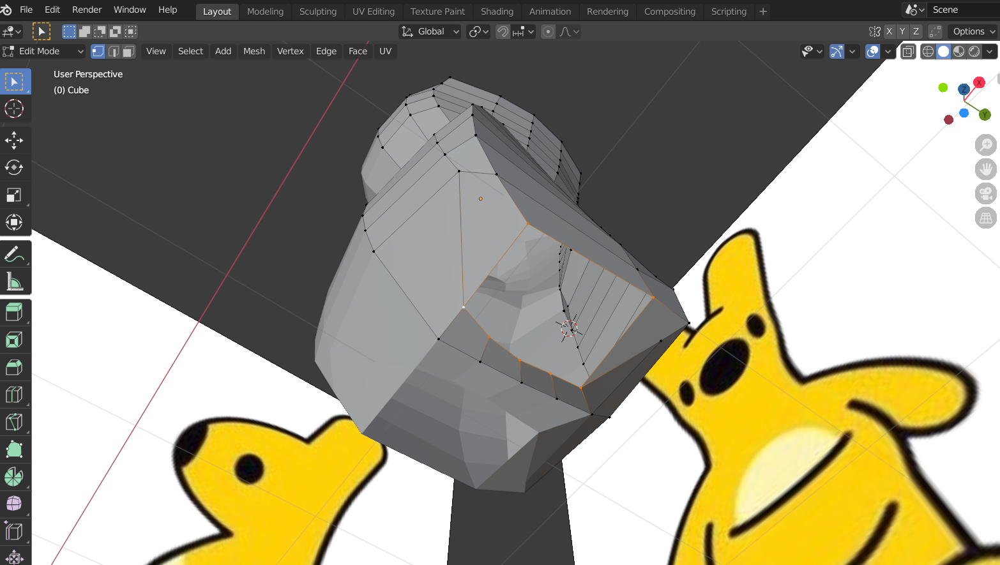 File Edit Render Window Help Layout Modeling Sculpting UV Editing Texture Paint Shading Animation Rendering Compositing Scripting + Scene
Global X Y Z Options
Edit Mode View Select Add Mesh Vertex Edge Face UV
User Perspective
(0) Cube
X
Z
Y